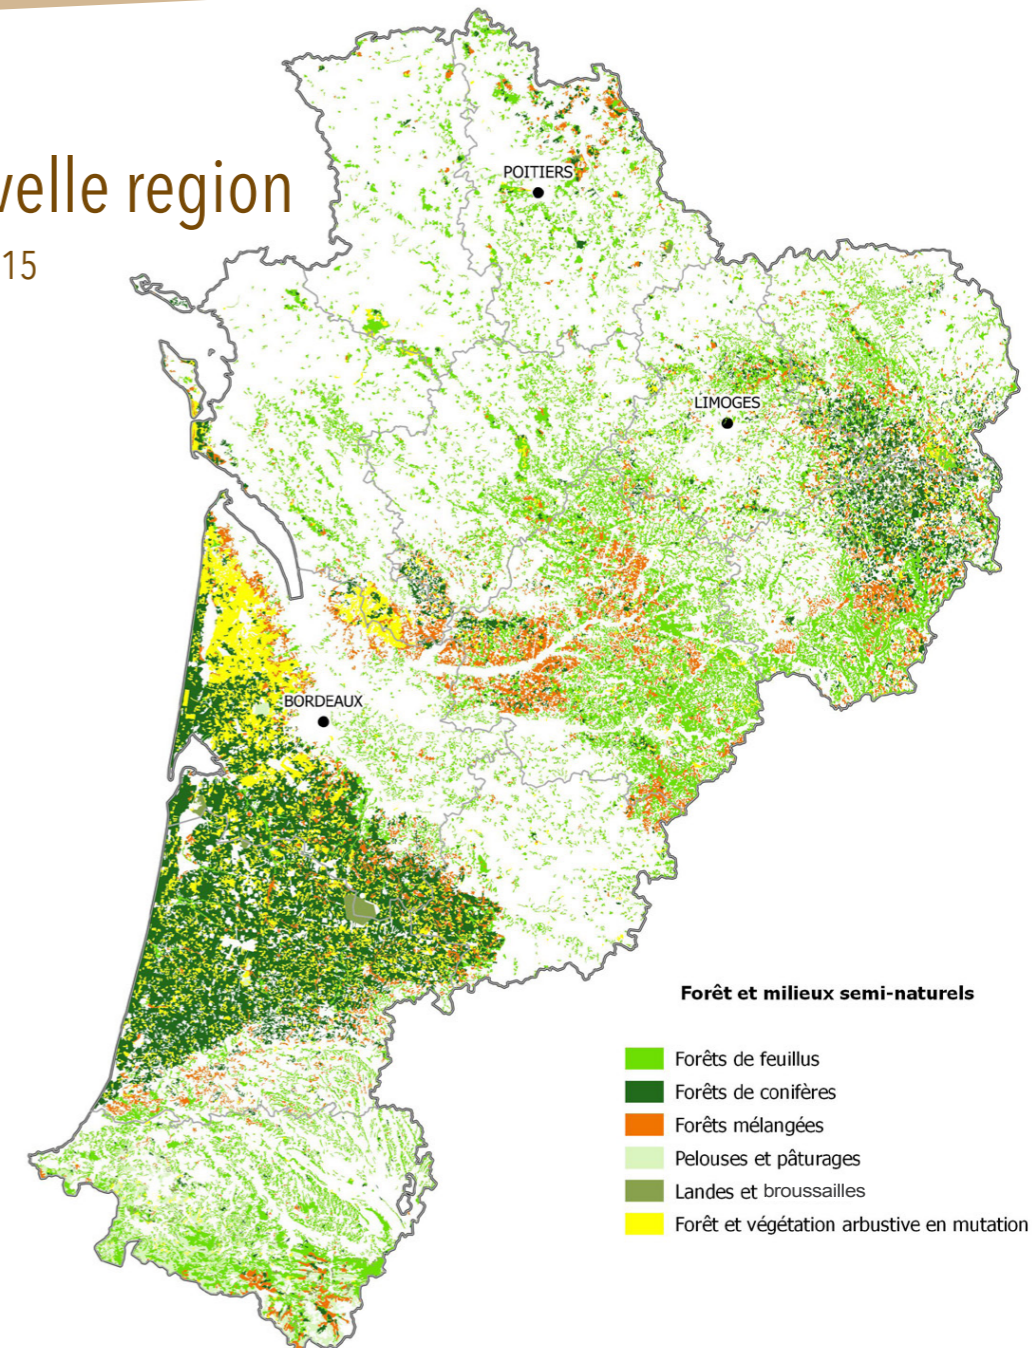 velle region
15
POITIERS
LIMOGES
BORDEAUX
Forêt et milieux semi-naturels
Forêts de feuillus
Forêts de conifères
Forêts mélangées
Pelouses et pâturages
Landes et broussailles
Forêt et végétation arbustive en mutation